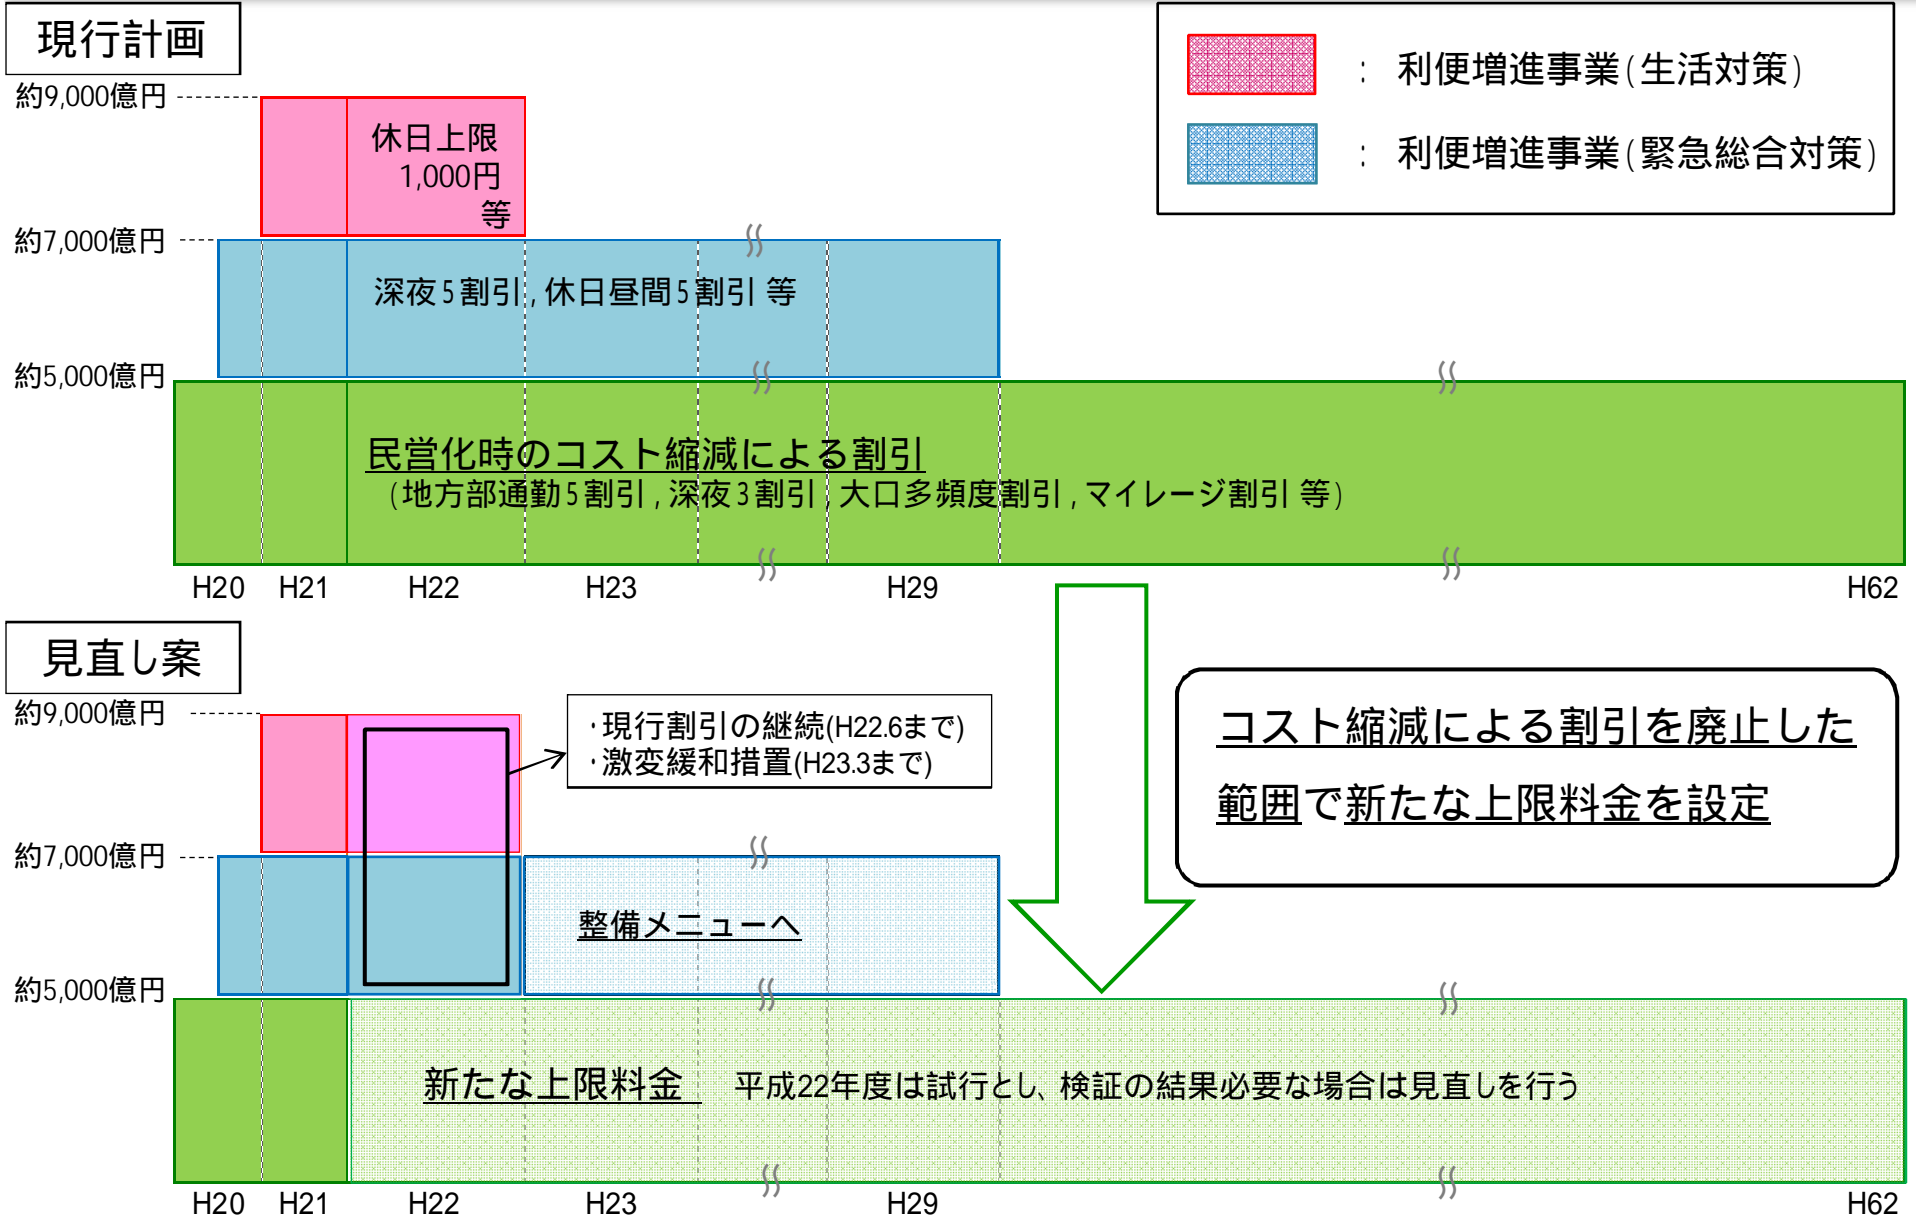 現行計画
： 利便増進事業(生活対策)
： 利便増進事業(緊急総合対策)
約9,000億円
休日上限
1,000円
等
約7,000億円
深夜5割引，休日昼間5割引 等
約5,000億円
民営化時のコスト縮減による割引
(地方部通勤5割引，深夜3割引，大口多頻度割引，マイレージ割引 等)
H20 H21 H22 H23 H29 H62
見直し案
約9,000億円
・現行割引の継続(H22.6まで)
・激変緩和措置(H23.3まで)
コスト縮減による割引を廃止した
範囲で新たな上限料金を設定
約7,000億円
整備メニューへ
約5,000億円
新たな上限料金 平成22年度は試行とし、検証の結果必要な場合は見直しを行う
H20 H21 H22 H23 H29 H62